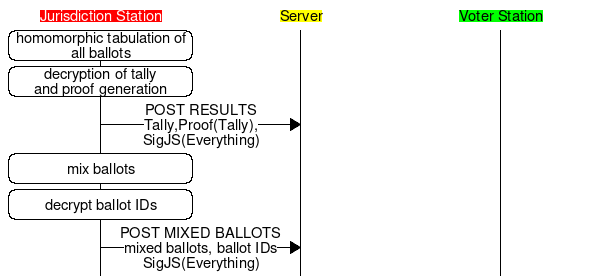 Jurisdiction Station
Server
Voter Station
homomorphic tabulation of
all ballots
decryption of tally
and proof generation
POST RESULTS
Tally,Proof(Tally),
SigJS(Everything)
mix ballots
decrypt ballot IDs
POST MIXED BALLOTS
mixed ballots, ballot IDs
SigJS(Everything)